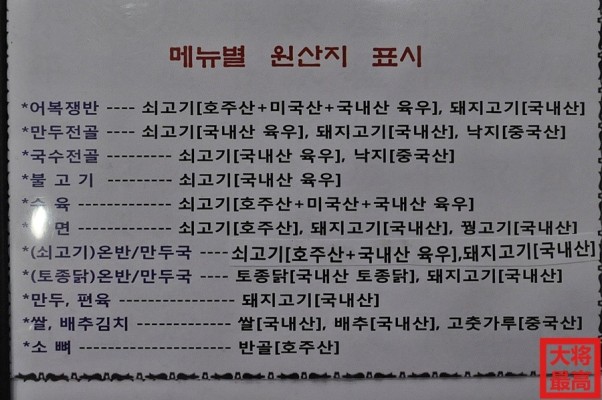 메뉴별 원산지 표시
*어복쟁반 ---- 쇠고기[호주산+미국산+국내산 육우], 돼지고기[국내산]
*만두전골 ---- 쇠고기[국내산 육우], 돼지고기[국내산], 낙지[중국산]
*국수전골 ---------- 쇠고기[국내산 육우], 낙지[중국산]
*불 고 기 ---------- 쇠고기[국내산 육우]
*수 육 ------------ 쇠고기[호주산+미국산+국내산 육우]
면 ------------ 쇠고기[호주산], 돼지고기[국내산], 꿩고기[국내산]
*(쇠고기)온반/만두국 ---- 쇠고기[호주산+국내산 육우],돼지고기[국내산]
*(토종닭)온반/만두국 ---- 토종닭[국내산 토종닭], 돼지고기[국내산]
*만두, 편육 ---------------- 돼지고기[국내산]
*쌀, 배추김치 -------------- 쌀[국내산], 배추[국내산], 고춧가루[중국산]
*소 뼈 -------------------- 반골[호주산]
大将
最高